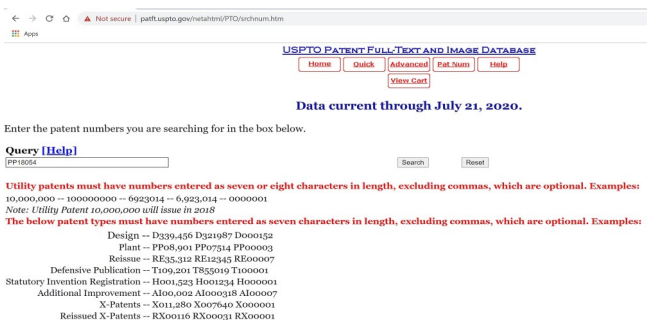 Not secure | patft.uspto.gov/netahtml/PTO/srchnum.htm
Apps
USPTO PATENT FULL-TEXT AND IMAGE DATABASE
Home Quick Advanced Pat Num Help
View Cart
Data current through July 21, 2020.
Enter the patent numbers you are searching for in the box below.
Query [Help]
PP18054 Search Reset
Utility patents must have numbers entered as seven or eight characters in length, excluding commas, which are optional. Examples:
10,000,000 -- 100000000 -- 6923014 -- 6,923,014 -- 0000001
Note: Utility Patent 10,000,000 will issue in 2018
The below patent types must have numbers entered as seven characters in length, excluding commas, which are optional. Examples:
Design -- D339,456 D321987 D000152
Plant -- PP08,901 PP07514 PP00003
Reissue -- RE35,312 RE12345 RE00007
Defensive Publication -- T109,201 T855019 T100001
Statutory Invention Registration -- H001,523 H001234 H000001
Additional Improvement -- AI00,002 AI000318 AI00007
X-Patents -- X011,280 X007640 X000001
Reissued X-Patents -- RX00116 RX00031 RX00001